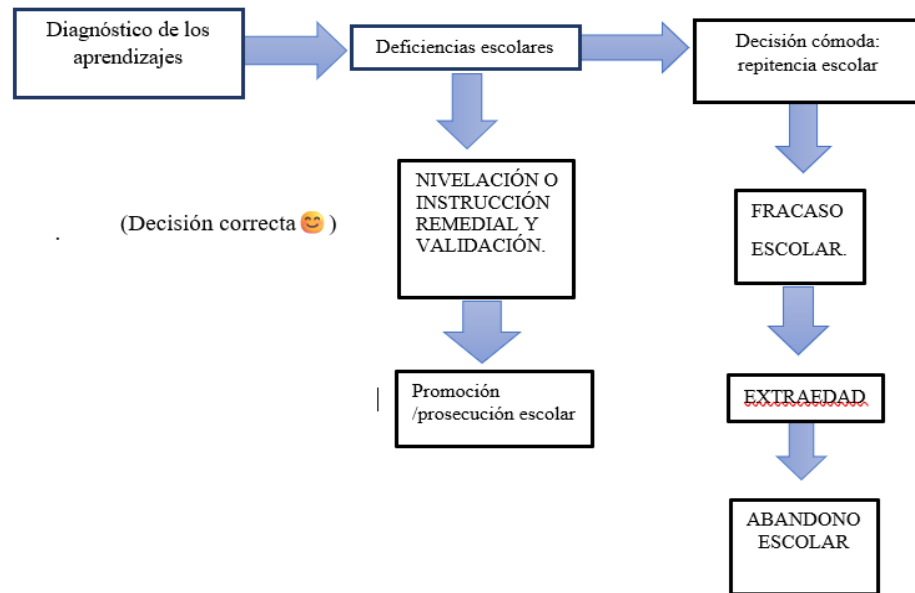 Diagnóstico de los
aprendizajes
Deficiencias escolares
Decisión cómoda:
repitencia escolar
NIVELACIÓN O
INSTRUCCIÓN
REMEDIAL Y
VALIDACIÓN.
(Decisión correcta 😊 )
.
FRACASO
ESCOLAR.
Promoción
/prosecución escolar
EXTRAEDAD
ABANDONO
ESCOLAR